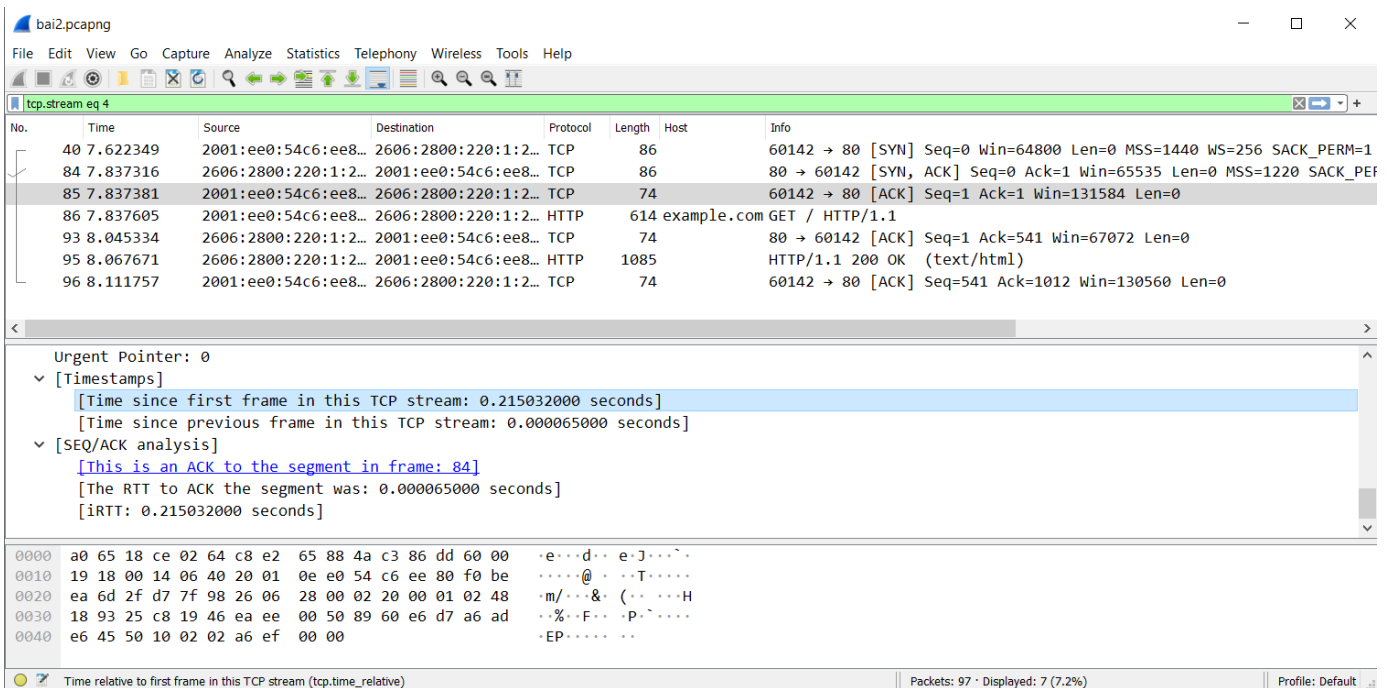 bai2.pcapng
File Edit View Go Capture Analyze Statistics Telephony Wireless Tools Help
tcp.stream eq 4
No. Time Source Destination Protocol Length Host Info
40 7.622349 2001:ee0:54c6:ee8… 2606:2800:220:1:2… TCP 86 60142 → 80 [SYN] Seq=0 Win=64800 Len=0 MSS=1440 WS=256 SACK_PERM=1
84 7.837316 2606:2800:220:1:2… 2001:ee0:54c6:ee8… TCP 86 80 → 60142 [SYN, ACK] Seq=0 Ack=1 Win=65535 Len=0 MSS=1220 SACK_PER
85 7.837381 2001:ee0:54c6:ee8… 2606:2800:220:1:2… TCP 74 60142 → 80 [ACK] Seq=1 Ack=1 Win=131584 Len=0
86 7.837605 2001:ee0:54c6:ee8… 2606:2800:220:1:2… HTTP 614 example.com GET / HTTP/1.1
93 8.045334 2606:2800:220:1:2… 2001:ee0:54c6:ee8… TCP 74 80 → 60142 [ACK] Seq=1 Ack=541 Win=67072 Len=0
95 8.067671 2606:2800:220:1:2… 2001:ee0:54c6:ee8… HTTP 1085 HTTP/1.1 200 OK (text/html)
96 8.111757 2001:ee0:54c6:ee8… 2606:2800:220:1:2… TCP 74 60142 → 80 [ACK] Seq=541 Ack=1012 Win=130560 Len=0
Urgent Pointer: 0
[Timestamps]
[Time since first frame in this TCP stream: 0.215032000 seconds]
[Time since previous frame in this TCP stream: 0.000065000 seconds]
[SEQ/ACK analysis]
[This is an ACK to the segment in frame: 84]
[The RTT to ACK the segment was: 0.000065000 seconds]
[iRTT: 0.215032000 seconds]
0000 a0 65 18 ce 02 64 c8 e2 65 88 4a c3 86 dd 60 00 ·e···d·· e·J···`·
0010 19 18 00 14 06 40 20 01 0e e0 54 c6 ee 80 f0 be ·····@ · ··T·····
0020 ea 6d 2f d7 7f 98 26 06 28 00 02 20 00 01 02 48 ·m/···&· (·· ···H
0030 18 93 25 c8 19 46 ea ee 00 50 89 60 e6 d7 a6 ad ··%··F·· ·P·`····
0040 e6 45 50 10 02 02 a6 ef 00 00 ·EP····· ··
Time relative to first frame in this TCP stream (tcp.time_relative) Packets: 97 · Displayed: 7 (7.2%) Profile: Default